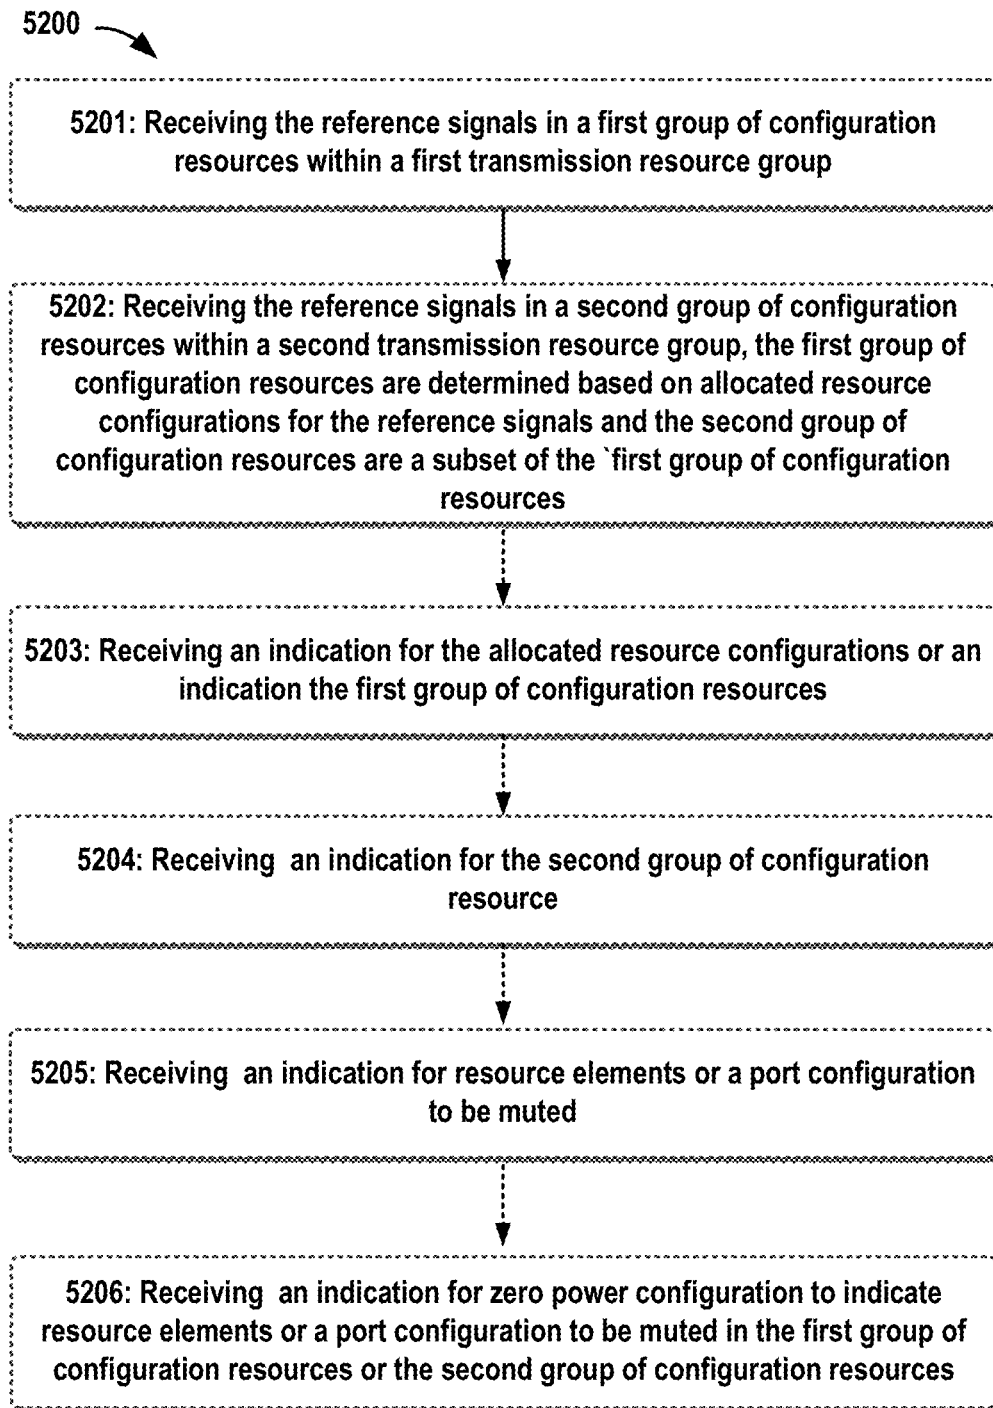 5200
5201: Receiving the reference signals in a first group of configuration
resources within a first transmission resource group
5202: Receiving the reference signals in a second group of configuration
resources within a second transmission resource group, the first group of
configuration resources are determined based on allocated resource
configurations for the reference signals and the second group of
configuration resources are a subset of the `first group of configuration
resources
5203: Receiving an indication for the allocated resource configurations or an
indication the first group of configuration resources
5204: Receiving an indication for the second group of configuration
resource
5205: Receiving an indication for resource elements or a port configuration
to be muted
5206: Receiving an indication for zero power configuration to indicate
resource elements or a port configuration to be muted in the first group of
configuration resources or the second group of configuration resources